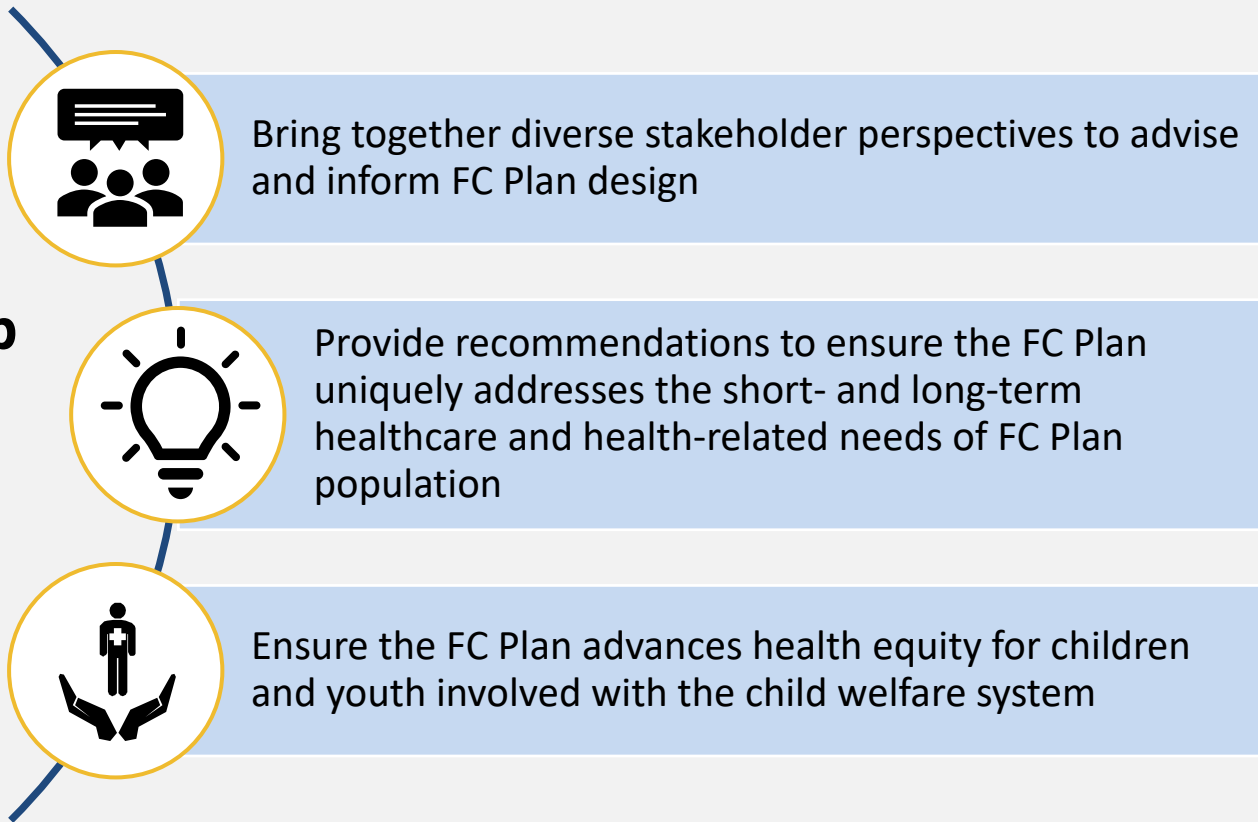 Bring together diverse stakeholder perspectives to advise
and inform FC Plan design
p
Provide recommendations to ensure the FC Plan
uniquely addresses the short- and long-term
healthcare and health-related needs of FC Plan
population
Ensure the FC Plan advances health equity for children
and youth involved with the child welfare system